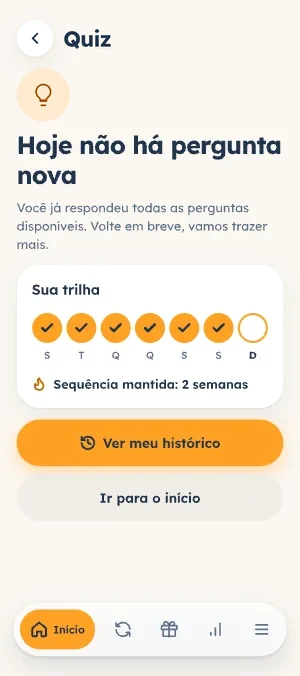 Quiz
Hoje não há pergunta
nova
Você já respondeu todas as perguntas
disponíveis. Volte em breve, vamos trazer
mais.
Sua trilha
S T Q Q S S D
Sequência mantida: 2 semanas
Ver meu histórico
Ir para o início
Início